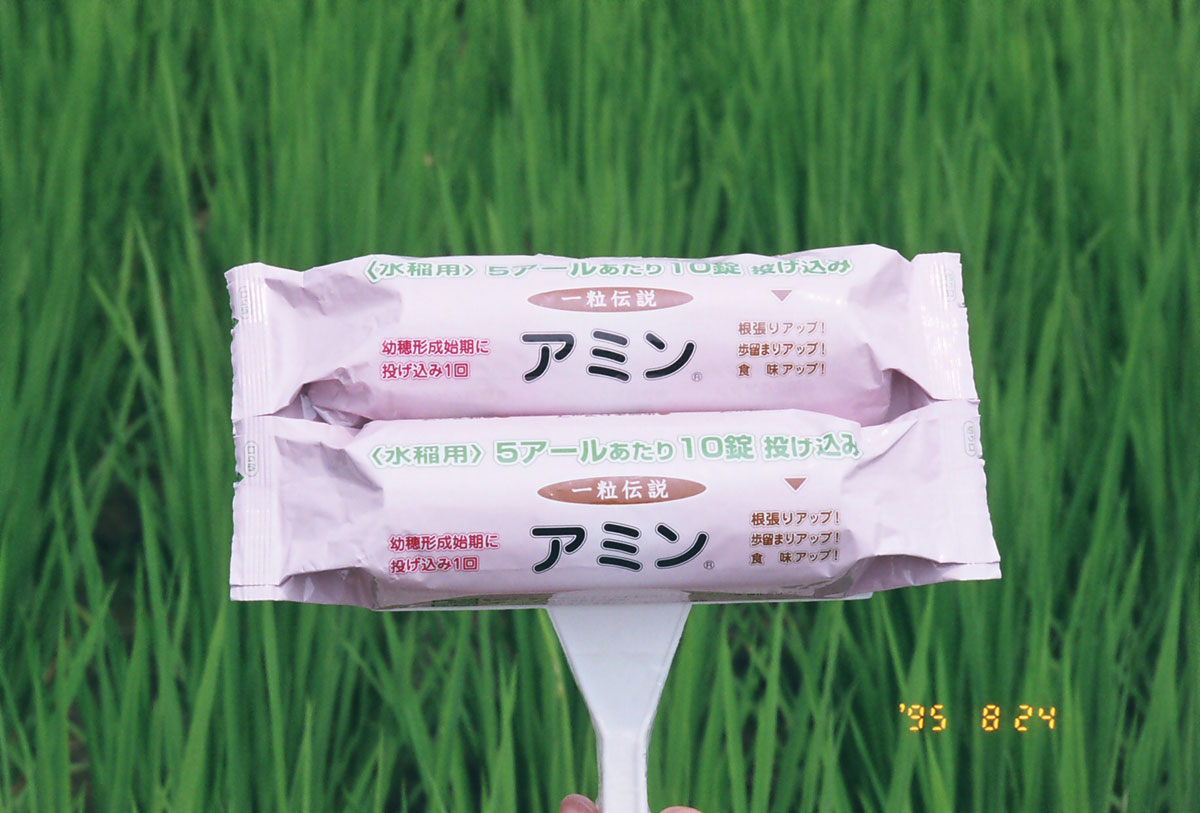 〈水稲用〉5アールあたり10錠 投げ込み
一粒伝説
幼穂形成始期に
投げ込み1回
アミン®
根張りアップ!
歩留まりアップ!
食 味アップ!
〈水稲用〉5アールあたり10錠 投げ込み
一粒伝説
幼穂形成始期に
投げ込み1回
アミン®
根張りアップ!
歩留まりアップ!
食 味アップ!
'95 8 24